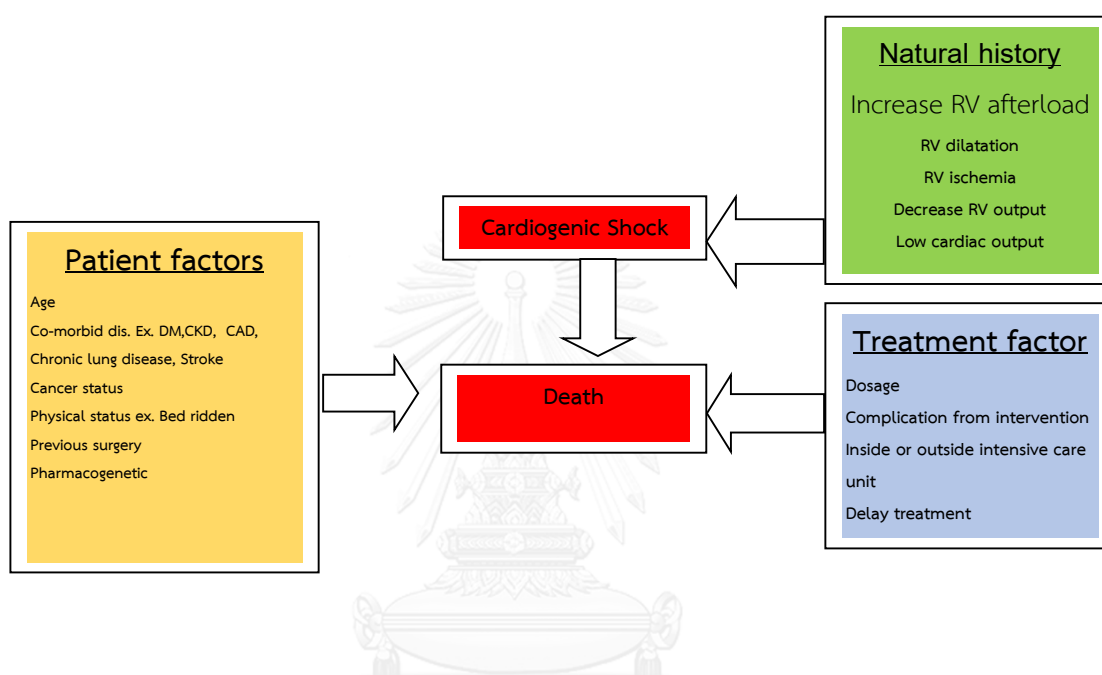 Natural history
Increase RV afterload
RV dilatation
RV ischemia
Decrease RV output
Low cardiac output
Cardiogenic Shock
Patient factors
Age
Co-morbid dis. Ex. DM,CKD, CAD,
Chronic lung disease, Stroke
Cancer status
Physical status ex. Bed ridden
Previous surgery
Pharmacogenetic
Death
Treatment factor
Dosage
Complication from intervention
Inside or outside intensive care
unit
Delay treatment